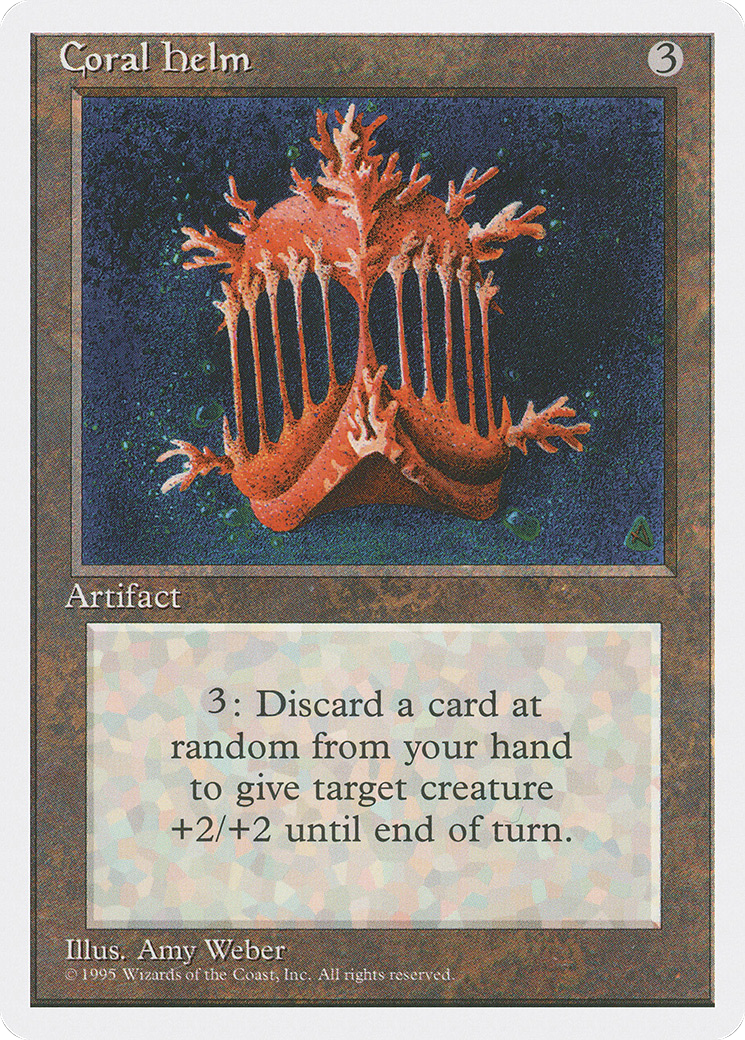 Coral Helm
3
Artifact
3: Discard a card at
random from your hand
to give target creature
+2/+2 until end of turn.
Illus. Amy Weber
© 1995 Wizards of the Coast, Inc. All rights reserved.